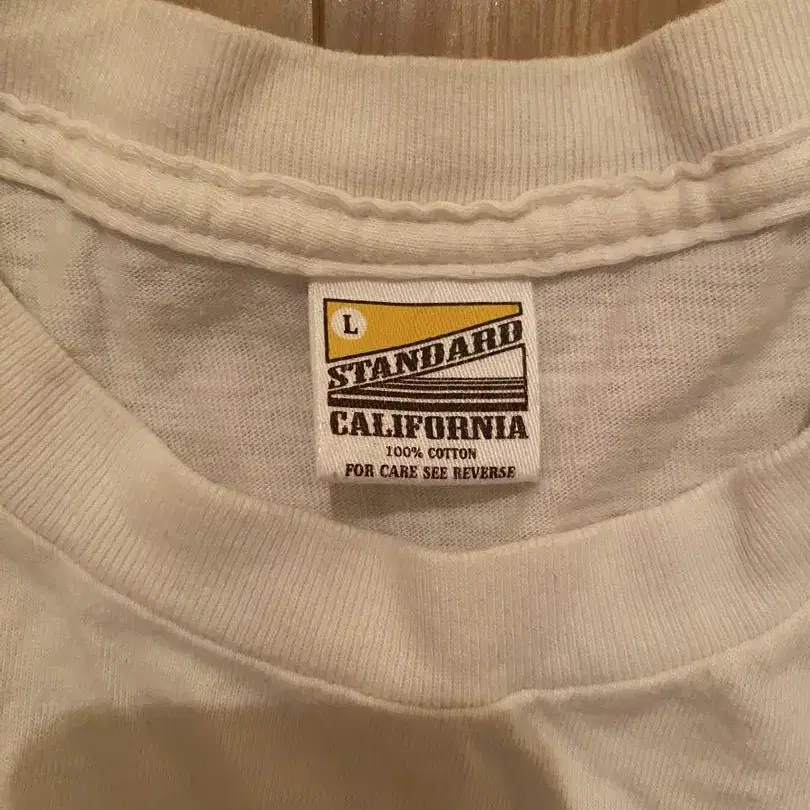 L
STANDARD
CALIFORNIA
100% COTTON
FOR CARE SEE REVERSE